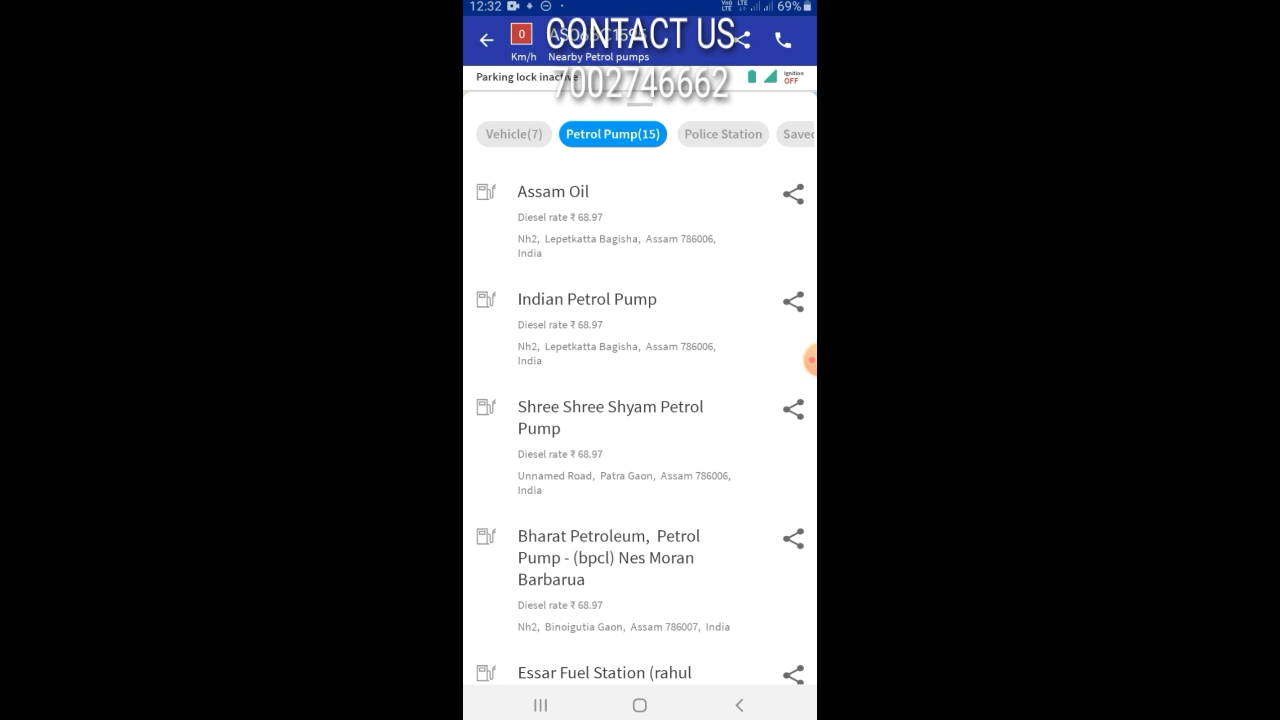 12:32
VoD LTE LTE 69%
0
CONTACT US
Km/h Nearby Petrol pumps
Parking lock inactive
7002746662
Ignition OFF
Vehicle(7) Petrol Pump(15) Police Station Saved
Assam Oil
Diesel rate ₹ 68.97
Nh2, Lepetkatta Bagisha, Assam 786006,
India
Indian Petrol Pump
Diesel rate ₹ 68.97
Nh2, Lepetkatta Bagisha, Assam 786006,
India
Shree Shree Shyam Petrol
Pump
Diesel rate ₹ 68.97
Unnamed Road, Patra Gaon, Assam 786006,
India
Bharat Petroleum, Petrol
Pump - (bpcl) Nes Moran
Barbarua
Diesel rate ₹ 68.97
Nh2, Binoigutia Gaon, Assam 786007, India
Essar Fuel Station (rahul